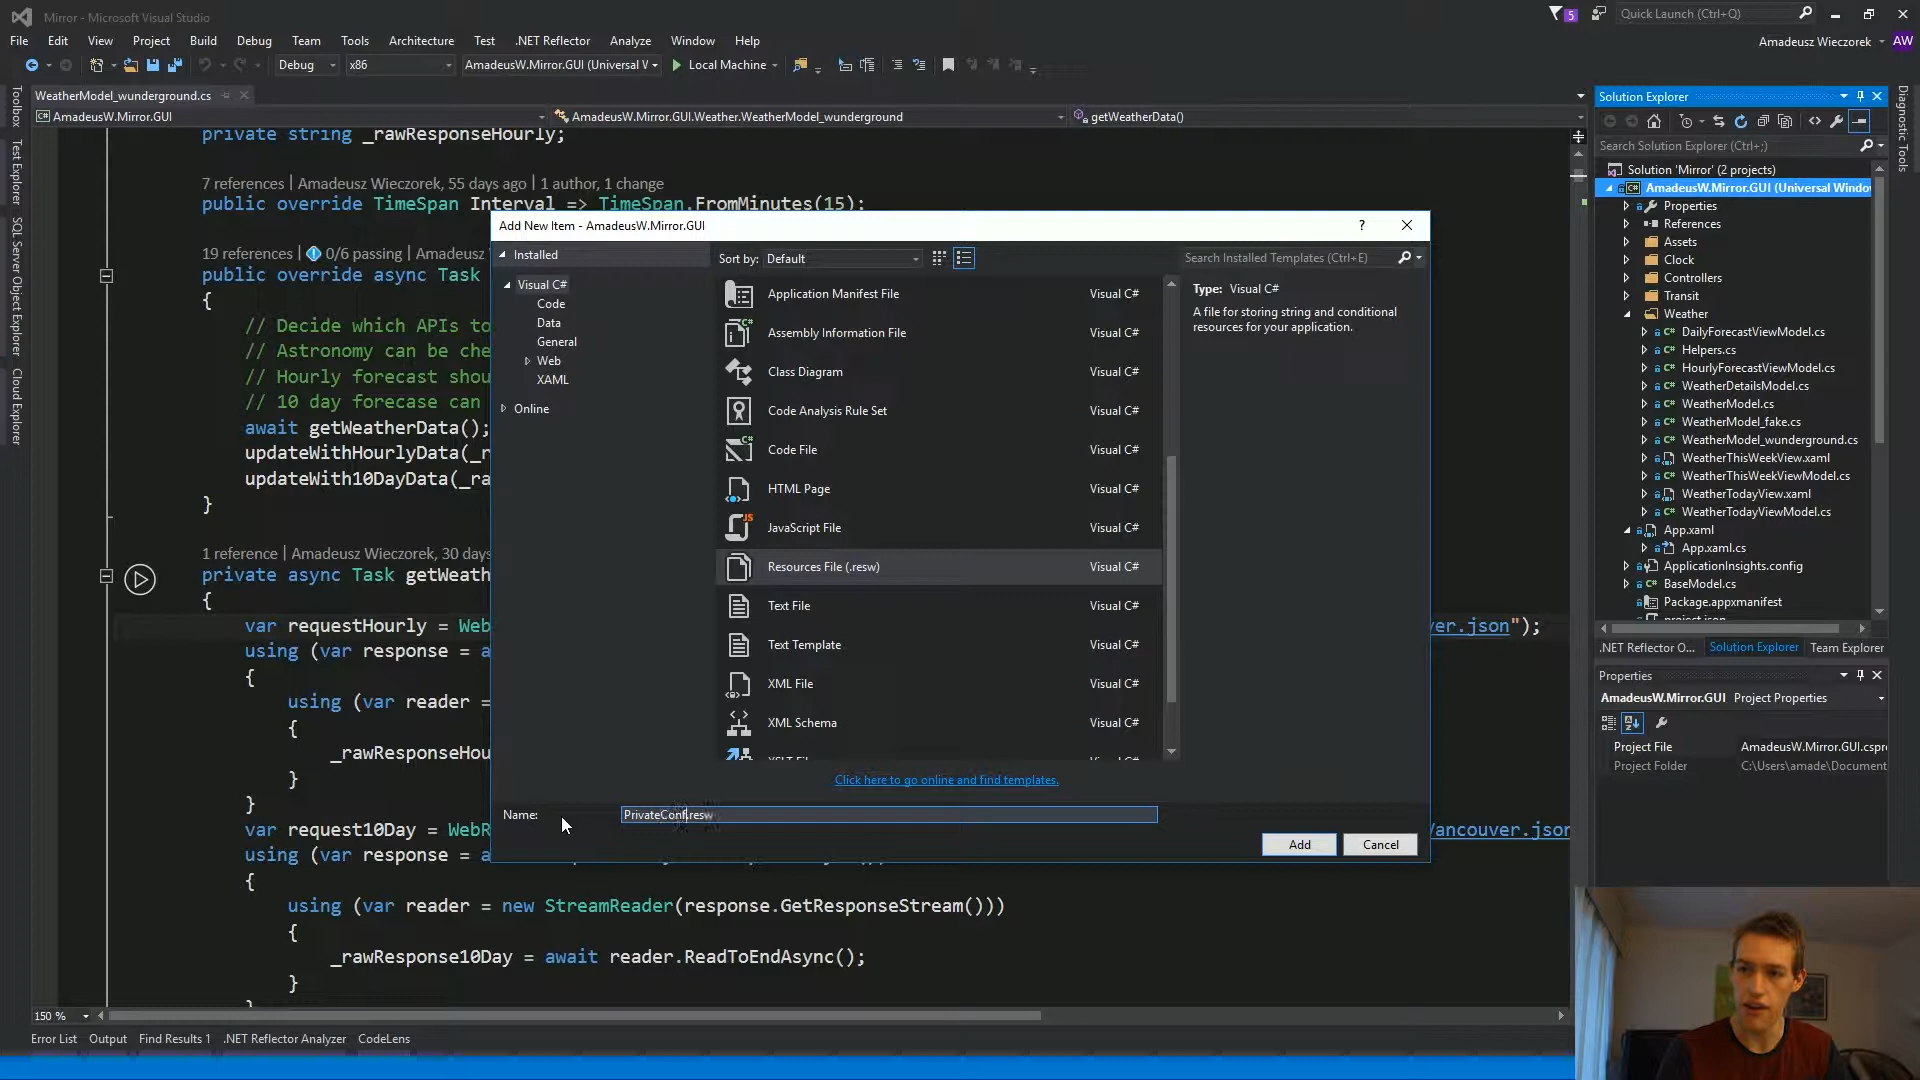 Mirror - Microsoft Visual Studio
5
Quick Launch (Ctrl+Q)
File Edit View Project Build Debug Team Tools Architecture Test .NET Reflector Analyze Window Help
Amadeusz Wieczorek AW
Debug x86 AmadeusW.Mirror.GUI (Universal V Local Machine
WeatherModel_wunderground.cs
AmadeusW.Mirror.GUI AmadeusW.Mirror.GUI.Weather.WeatherModel_wunderground getWeatherData()
Toolbox
Test Explorer
SQL Server Object Explorer
Cloud Explorer
private string _rawResponseHourly;
7 references | Amadeusz Wieczorek, 55 days ago | 1 author, 1 change
public override TimeSpan Interval => TimeSpan.FromMinutes(15);
19 references | 0/6 passing | Amadeusz
public override async Task
{
// Decide which APIs to
// Astronomy can be che
// Hourly forecast shou
// 10 day forecase can
await getWeatherData();
updateWithHourlyData(_r
updateWith10DayData(_ra
}
1 reference | Amadeusz Wieczorek, 30 days
private async Task getWeath
{
var requestHourly = Web
ver.json");
using (var response = a
{
using (var reader =
{
_rawResponseHou
}
}
var request10Day = WebR
Vancouver.json
using (var response = a
{
using (var reader = new StreamReader(response.GetResponseStream()))
{
_rawResponse10Day = await reader.ReadToEndAsync();
}
150 %
Error List Output Find Results 1 .NET Reflector Analyzer CodeLens
Add New Item - AmadeusW.Mirror.GUI
?
Installed
Visual C#
Code
Data
General
Web
XAML
Online
Sort by: Default
Search Installed Templates (Ctrl+E)
Application Manifest File Visual C#
Assembly Information File Visual C#
Class Diagram Visual C#
Code Analysis Rule Set Visual C#
Code File Visual C#
HTML Page Visual C#
JavaScript File Visual C#
Resources File (.resw) Visual C#
Text File Visual C#
Text Template Visual C#
XML File Visual C#
XML Schema Visual C#
Type: Visual C#
A file for storing string and conditional
resources for your application.
Click here to go online and find templates.
Name: PrivateConf.resw
Add Cancel
Solution Explorer
Search Solution Explorer (Ctrl+;)
Solution 'Mirror' (2 projects)
AmadeusW.Mirror.GUI (Universal Windo
Properties
References
Assets
Clock
Controllers
Transit
Weather
DailyForecastViewModel.cs
Helpers.cs
HourlyForecastViewModel.cs
WeatherDetailsModel.cs
WeatherModel.cs
WeatherModel_fake.cs
WeatherModel_wunderground.cs
WeatherThisWeekView.xaml
WeatherThisWeekViewModel.cs
WeatherTodayView.xaml
WeatherTodayViewModel.cs
App.xaml
App.xaml.cs
ApplicationInsights.config
BaseModel.cs
Package.appxmanifest
project.json
.NET Reflector O... Solution Explorer Team Explorer
Properties
AmadeusW.Mirror.GUI Project Properties
Project File AmadeusW.Mirror.GUI.cspr
Project Folder C:\Users\amade\Document
Diagnostic Tools